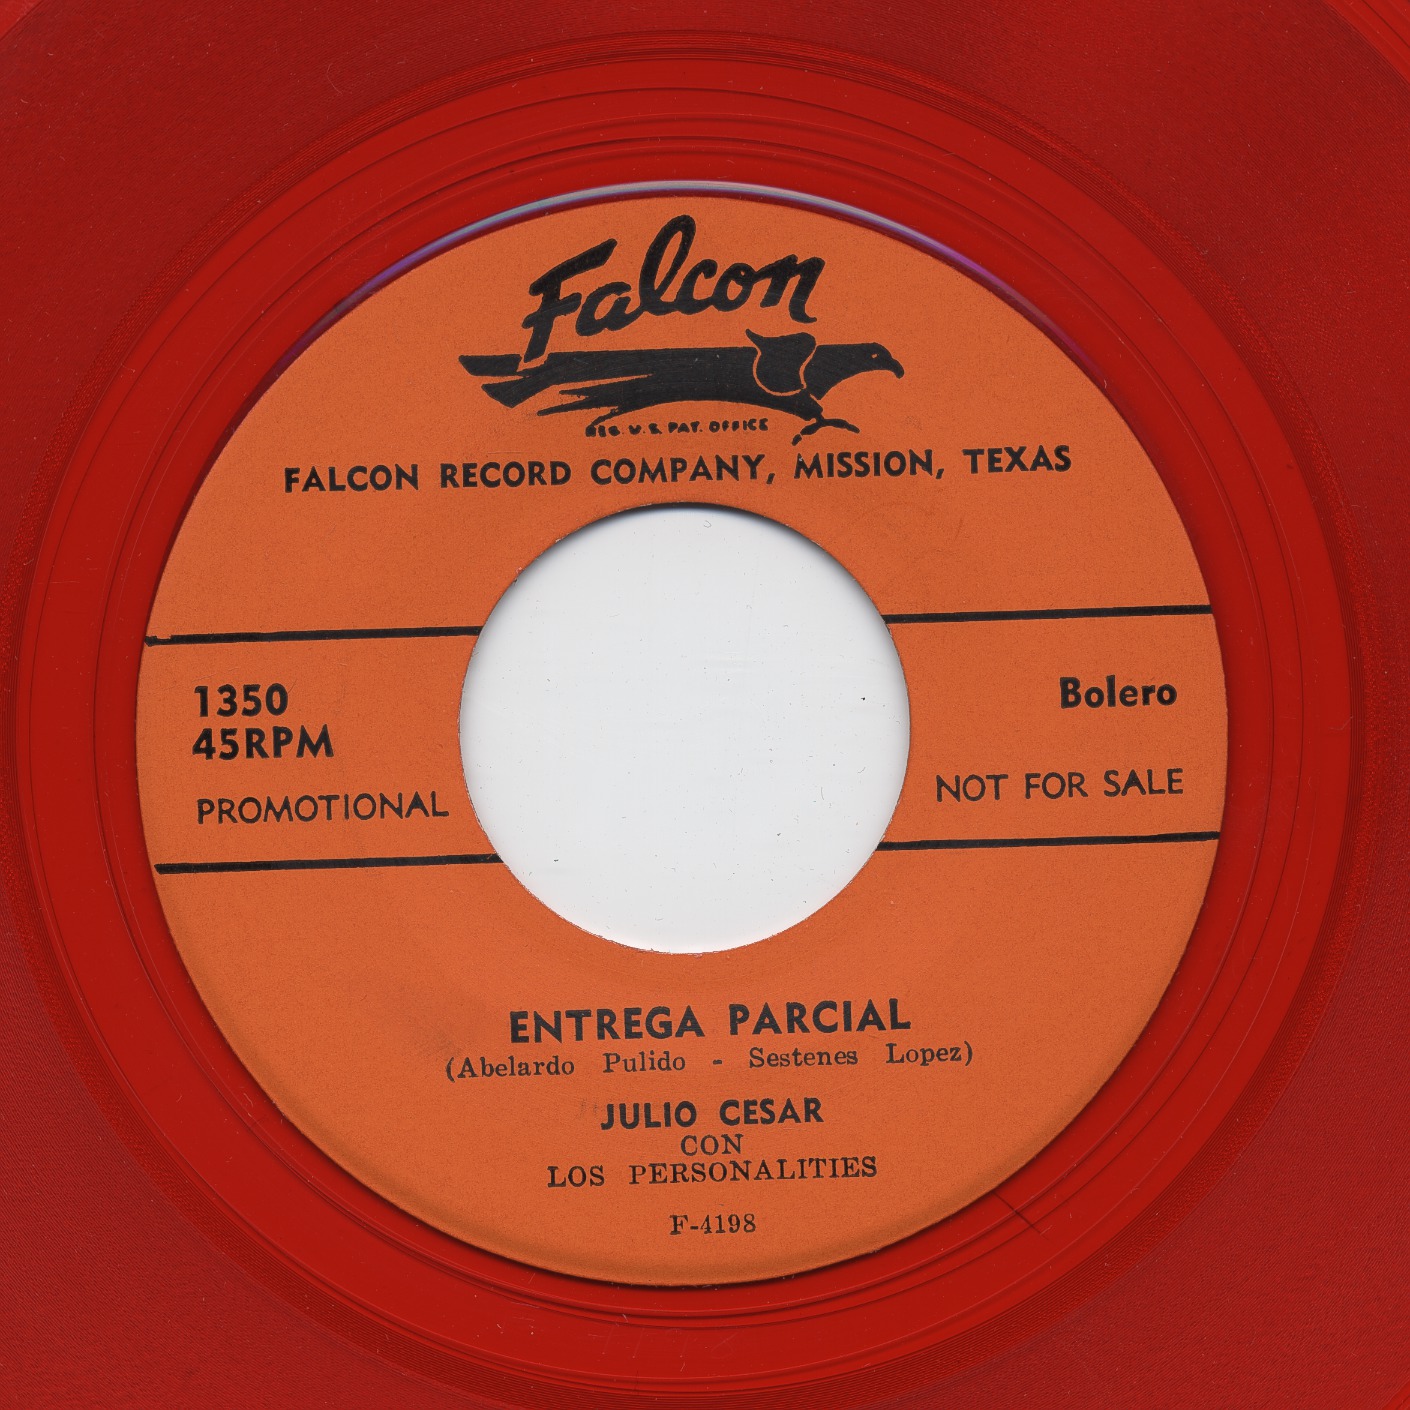 Falcon
REG. U.S. PAT. OFFICE
FALCON RECORD COMPANY, MISSION, TEXAS
1350
45RPM
PROMOTIONAL
Bolero
NOT FOR SALE
ENTREGA PARCIAL
(Abelardo Pulido - Sestenes Lopez)
JULIO CESAR
CON
LOS PERSONALITIES
F-4198